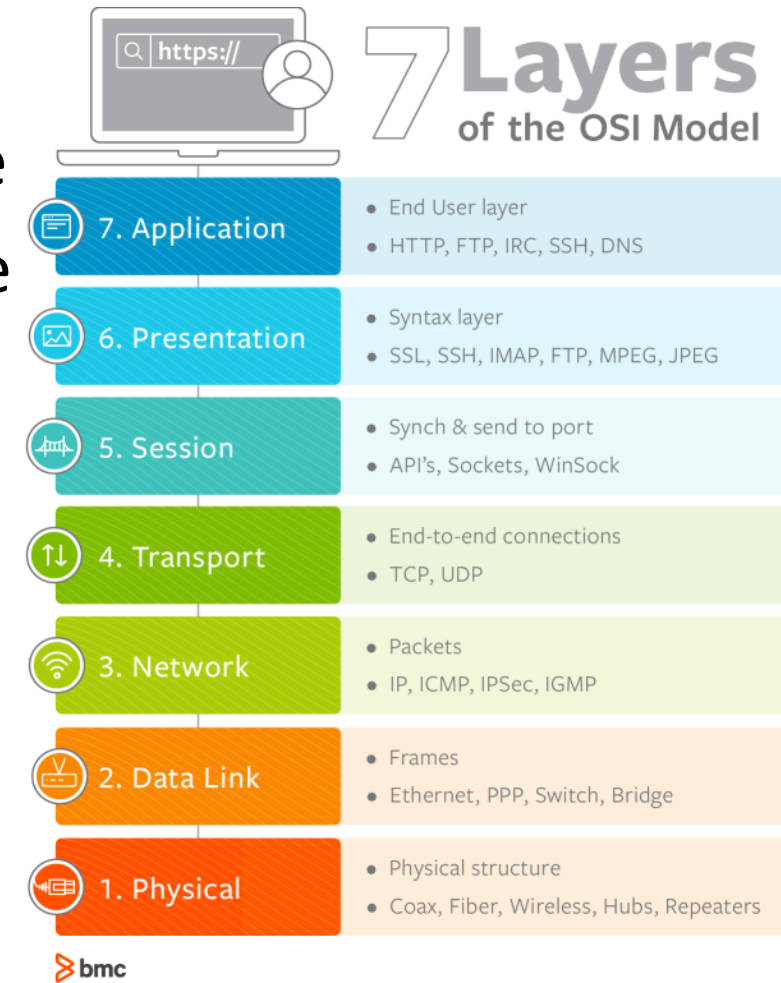 https://
7 Layers
of the OSI Model
e
e
7. Application
• End User layer
• HTTP, FTP, IRC, SSH, DNS
6. Presentation
• Syntax layer
• SSL, SSH, IMAP, FTP, MPEG, JPEG
5. Session
• Synch & send to port
• API's, Sockets, WinSock
4. Transport
• End-to-end connections
• TCP, UDP
3. Network
• Packets
• IP, ICMP, IPSec, IGMP
2. Data Link
• Frames
• Ethernet, PPP, Switch, Bridge
1. Physical
• Physical structure
• Coax, Fiber, Wireless, Hubs, Repeaters
bmc